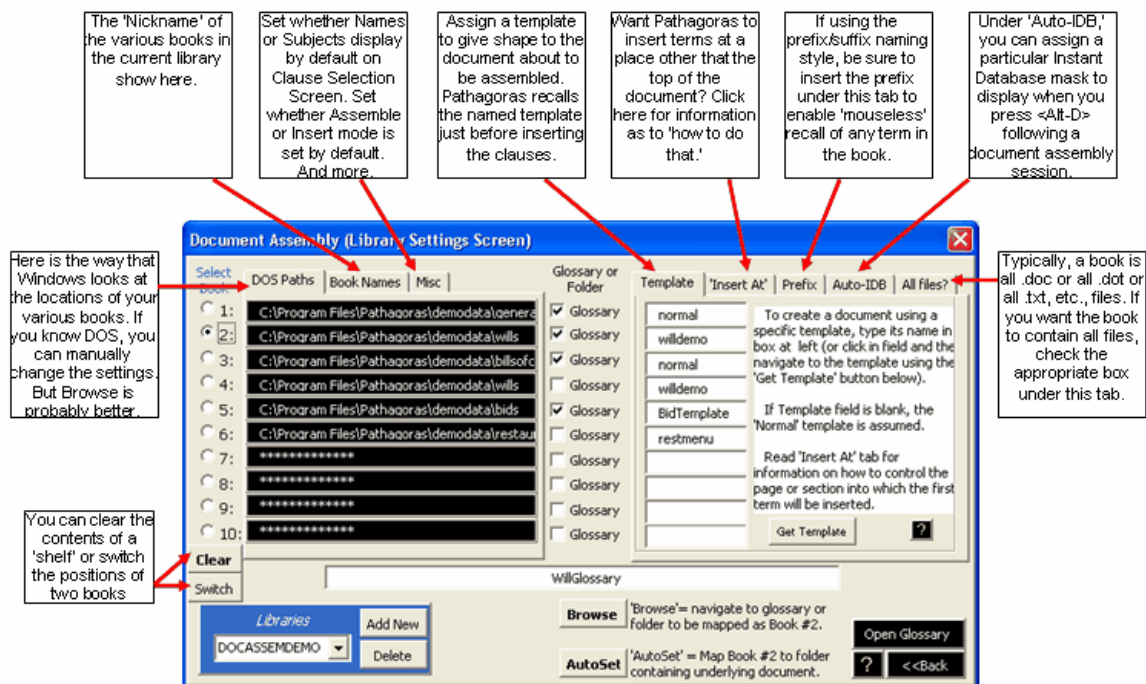 The 'Nickname' of
the various books in
the current library
show here.
Set whether Names
or Subjects display
by default on
Clause Selection
Screen. Set
whether Assemble
or Insert mode is
set by default.
And more.
Assign a template
to give shape to the
document about to
be assembled.
Pathagoras recalls
the named template
just before inserting
the clauses.
Want Pathagoras to
insert terms at a
place other that the
top of the
document? Click
here for information
as to 'how to do
that.'
If using the
prefix/suffix naming
style, be sure to
insert the prefix
under this tab to
enable 'mouseless'
recall of any term in
the book.
Under 'Auto-IDB,'
you can assign a
particular Instant
Database mask to
display when you
press <Alt-D>
following a
document assembly
session.
Here is the way that
Windows looks at
the locations of your
various books. If
you know DOS, you
can manually
change the settings.
But Browse is
probably better.
You can clear the
contents of a
'shelf' or switch
the positions of
two books
Typically, a book is
all .doc or all .dot or
all .txt, etc., files. If
you want the book
to contain all files,
check the
appropriate box
under this tab.
Document Assembly (Library Settings Screen)
Select
Book
DOS Paths Book Names Misc
Glossary or
Folder
Template 'Insert At' Prefix Auto-IDB All files?
1: C:\Program Files\Pathagoras\demodata\genera Glossary normal
2: C:\Program Files\Pathagoras\demodata\wills Glossary willdemo
3: C:\Program Files\Pathagoras\demodata\billsofc Glossary normal
4: C:\Program Files\Pathagoras\demodata\wills Glossary willdemo
5: C:\Program Files\Pathagoras\demodata\bids Glossary BidTemplate
6: C:\Program Files\Pathagoras\demodata\restaur Glossary restmenu
7: ************* Glossary
8: ************* Glossary
9: ************* Glossary
10: ************* Glossary
To create a document using a
specific template, type its name in
box at left (or click in field and the
navigate to the template using the
'Get Template' button below).
If Template field is blank, the
'Normal' template is assumed.
Read 'Insert At' tab for
information on how to control the
page or section into which the first
term will be inserted.
Get Template ?
Clear
Switch
WillGlossary
Libraries
DOCASSEMDEMO
Add New
Delete
Browse
'Browse'= navigate to glossary or
folder to be mapped as Book #2.
AutoSet
'AutoSet' = Map Book #2 to folder
containing underlying document.
Open Glossary
? <<Back